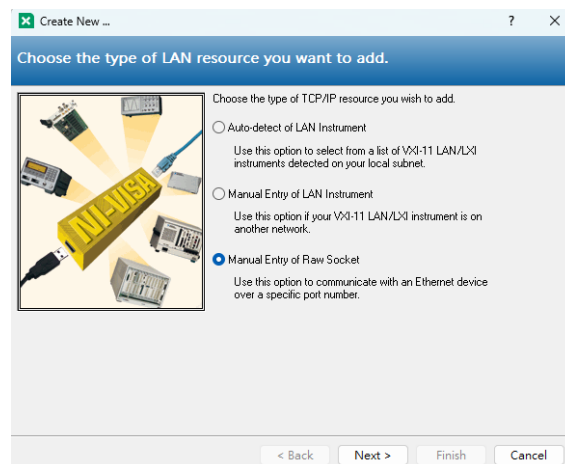 Create New ...
?
Choose the type of LAN resource you want to add.
Choose the type of TCP/IP resource you wish to add.
Auto-detect of LAN Instrument
Use this option to select from a list of VXI-11 LAN/LXI
instruments detected on your local subnet.
Manual Entry of LAN Instrument
Use this option if your VXI-11 LAN/LXI instrument is on
another network.
Manual Entry of Raw Socket
Use this option to communicate with an Ethernet device
over a specific port number.
NI-VISA
< Back
Next >
Finish
Cancel